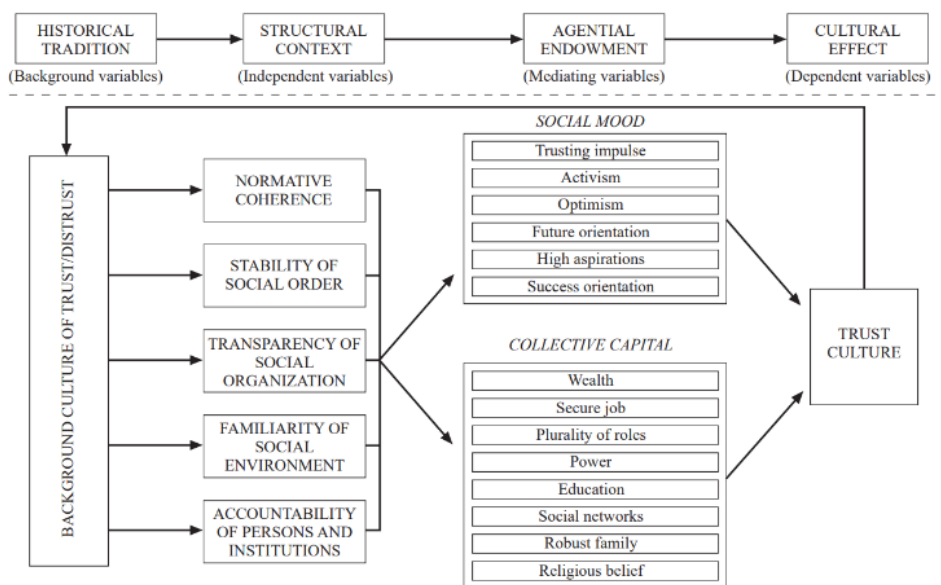 HISTORICAL
TRADITION
(Background variables)
STRUCTURAL
CONTEXT
(Independent variables)
AGENTIAL
ENDOWMENT
(Mediating variables)
CULTURAL
EFFECT
(Dependent variables)
BACKGROUND CULTURE OF TRUST/DISTRUST
NORMATIVE
COHERENCE
STABILITY OF
SOCIAL ORDER
TRANSPARENCY OF
SOCIAL
ORGANIZATION
FAMILIARITY OF
SOCIAL
ENVIRONMENT
ACCOUNTABILITY
OF PERSONS AND
INSTITUTIONS
SOCIAL MOOD
Trusting impulse
Activism
Optimism
Future orientation
High aspirations
Success orientation
COLLECTIVE CAPITAL
Wealth
Secure job
Plurality of roles
Power
Education
Social networks
Robust family
Religious belief
TRUST
CULTURE